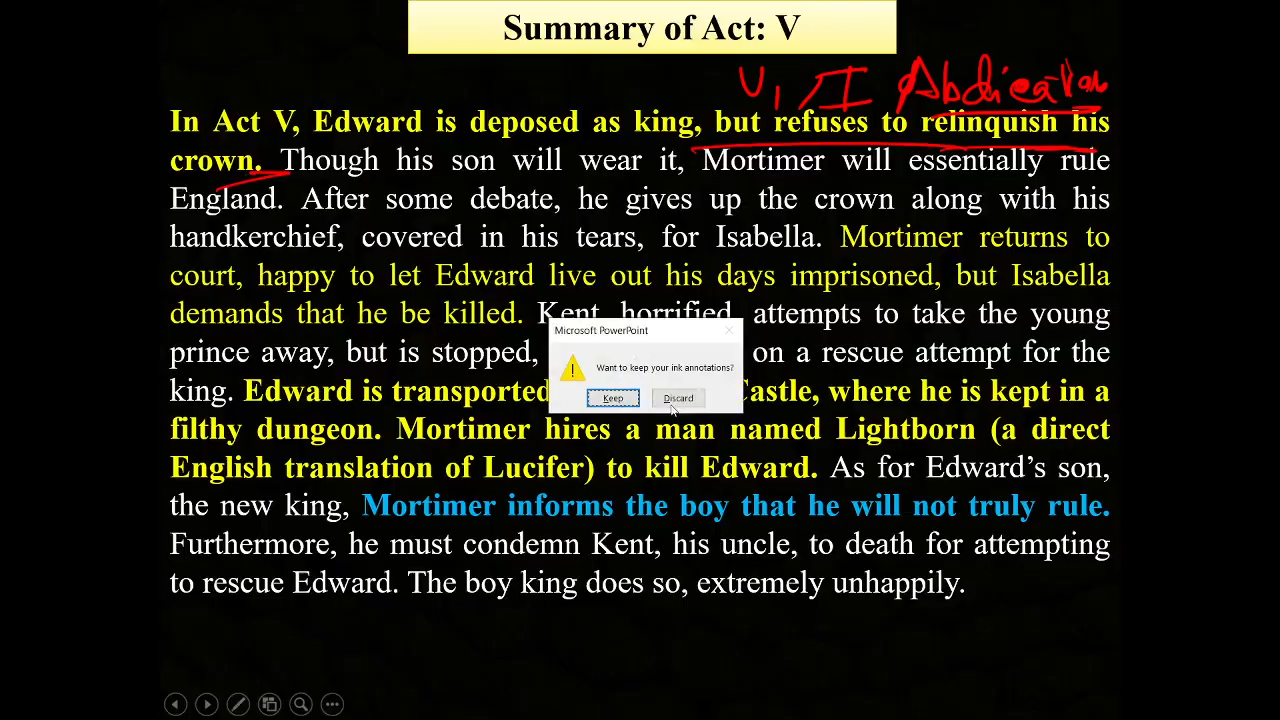 Summary of Act: V
V, I Abdication
In Act V, Edward is deposed as king, but refuses to relinquish his
crown. Though his son will wear it, Mortimer will essentially rule
England. After some debate, he gives up the crown along with his
handkerchief, covered in his tears, for Isabella. Mortimer returns to
court, happy to let Edward live out his days imprisoned, but Isabella
demands that he be killed. Kent, horrified, attempts to take the young
prince away, but is stopped, on a rescue attempt for the
king. Edward is transported Castle, where he is kept in a
filthy dungeon. Mortimer hires a man named Lightborn (a direct
English translation of Lucifer) to kill Edward. As for Edward’s son,
the new king, Mortimer informs the boy that he will not truly rule.
Furthermore, he must condemn Kent, his uncle, to death for attempting
to rescue Edward. The boy king does so, extremely unhappily.
Microsoft PowerPoint
Want to keep your ink annotations?
Keep Discard